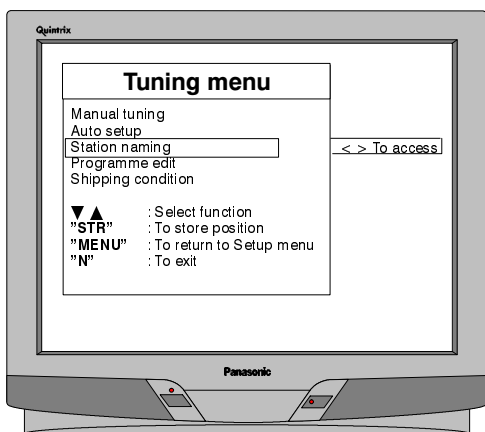 Quintrix
Tuning menu
Manual tuning
Auto setup
Station naming
< > To access
Programme edit
Shipping condition
▼ ▲ : Select function
"STR" : To store position
"MENU" : To return to Setup menu
"N" : To exit
Panasonic